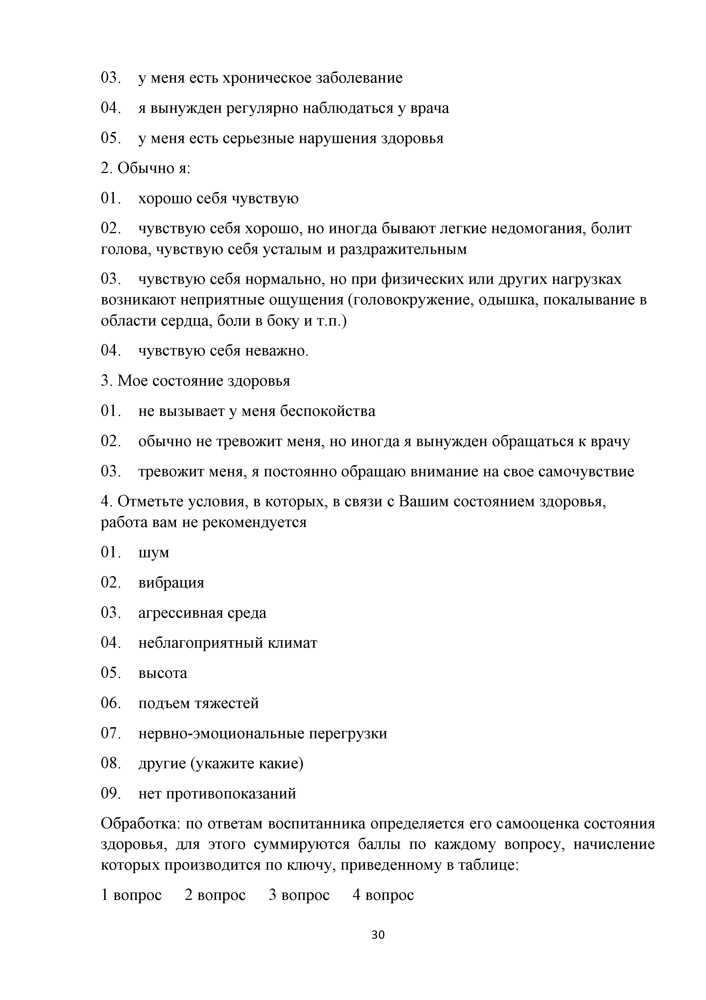 03. у меня есть хроническое заболевание
04. я вынужден регулярно наблюдаться у врача
05. у меня есть серьезные нарушения здоровья
2. Обычно я:
01. хорошо себя чувствую
02. чувствую себя хорошо, но иногда бывают легкие недомогания, болит
голова, чувствую себя усталым и раздражительным
03. чувствую себя нормально, но при физических или других нагрузках
возникают неприятные ощущения (головокружение, одышка, покалывание в
области сердца, боли в боку и т.п.)
04. чувствую себя неважно.
3. Мое состояние здоровья
01. не вызывает у меня беспокойства
02. обычно не тревожит меня, но иногда я вынужден обращаться к врачу
03. тревожит меня, я постоянно обращаю внимание на свое самочувствие
4. Отметьте условия, в которых, в связи с Вашим состоянием здоровья,
работа вам не рекомендуется
01. шум
02. вибрация
03. агрессивная среда
04. неблагоприятный климат
05. высота
06. подъем тяжестей
07. нервно-эмоциональные перегрузки
08. другие (укажите какие)
09. нет противопоказаний
Обработка: по ответам воспитанника определяется его самооценка состояния
здоровья, для этого суммируются баллы по каждому вопросу, начисление
которых производится по ключу, приведенному в таблице:
1 вопрос 2 вопрос 3 вопрос 4 вопрос
30